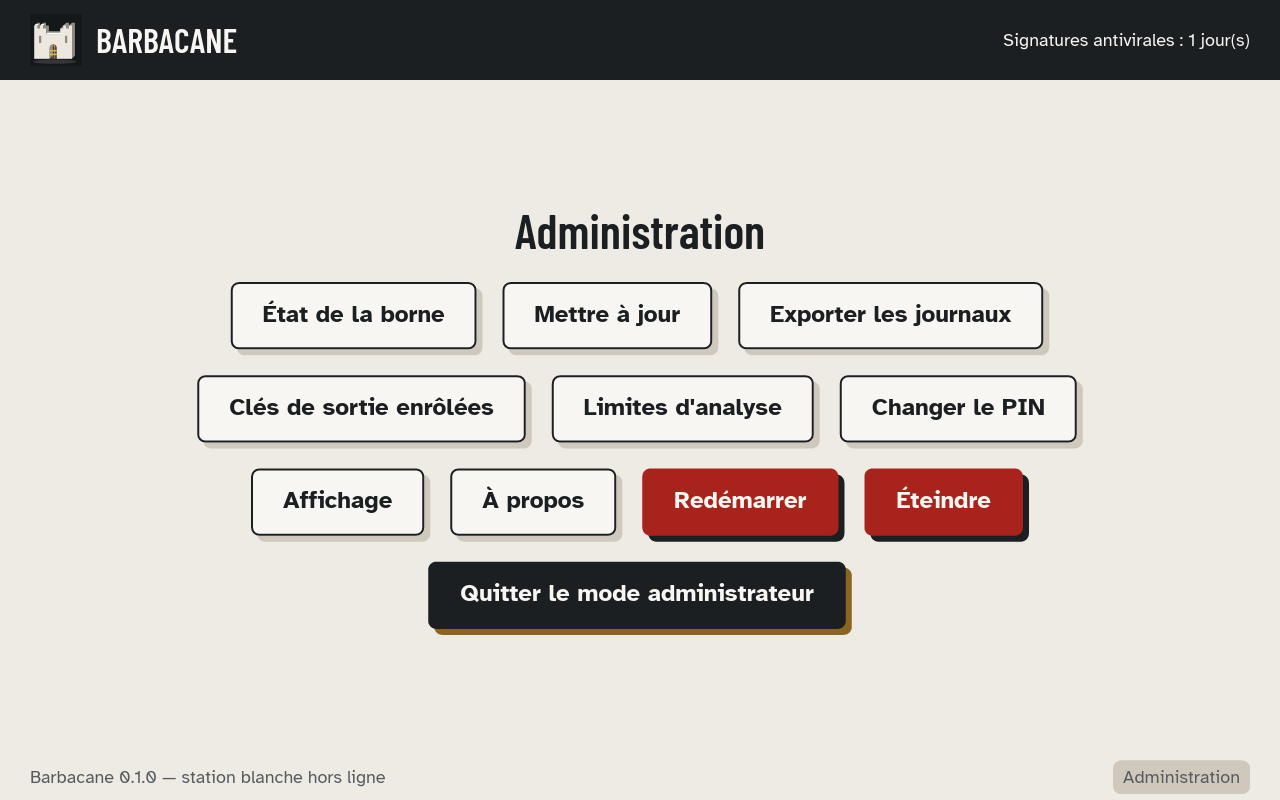 BARBACANE
Signatures antivirales : 1 jour(s)
Administration
État de la borne
Mettre à jour
Exporter les journaux
Clés de sortie enrôlées
Limites d'analyse
Changer le PIN
Affichage
À propos
Redémarrer
Éteindre
Quitter le mode administrateur
Barbacane 0.1.0 — station blanche hors ligne
Administration